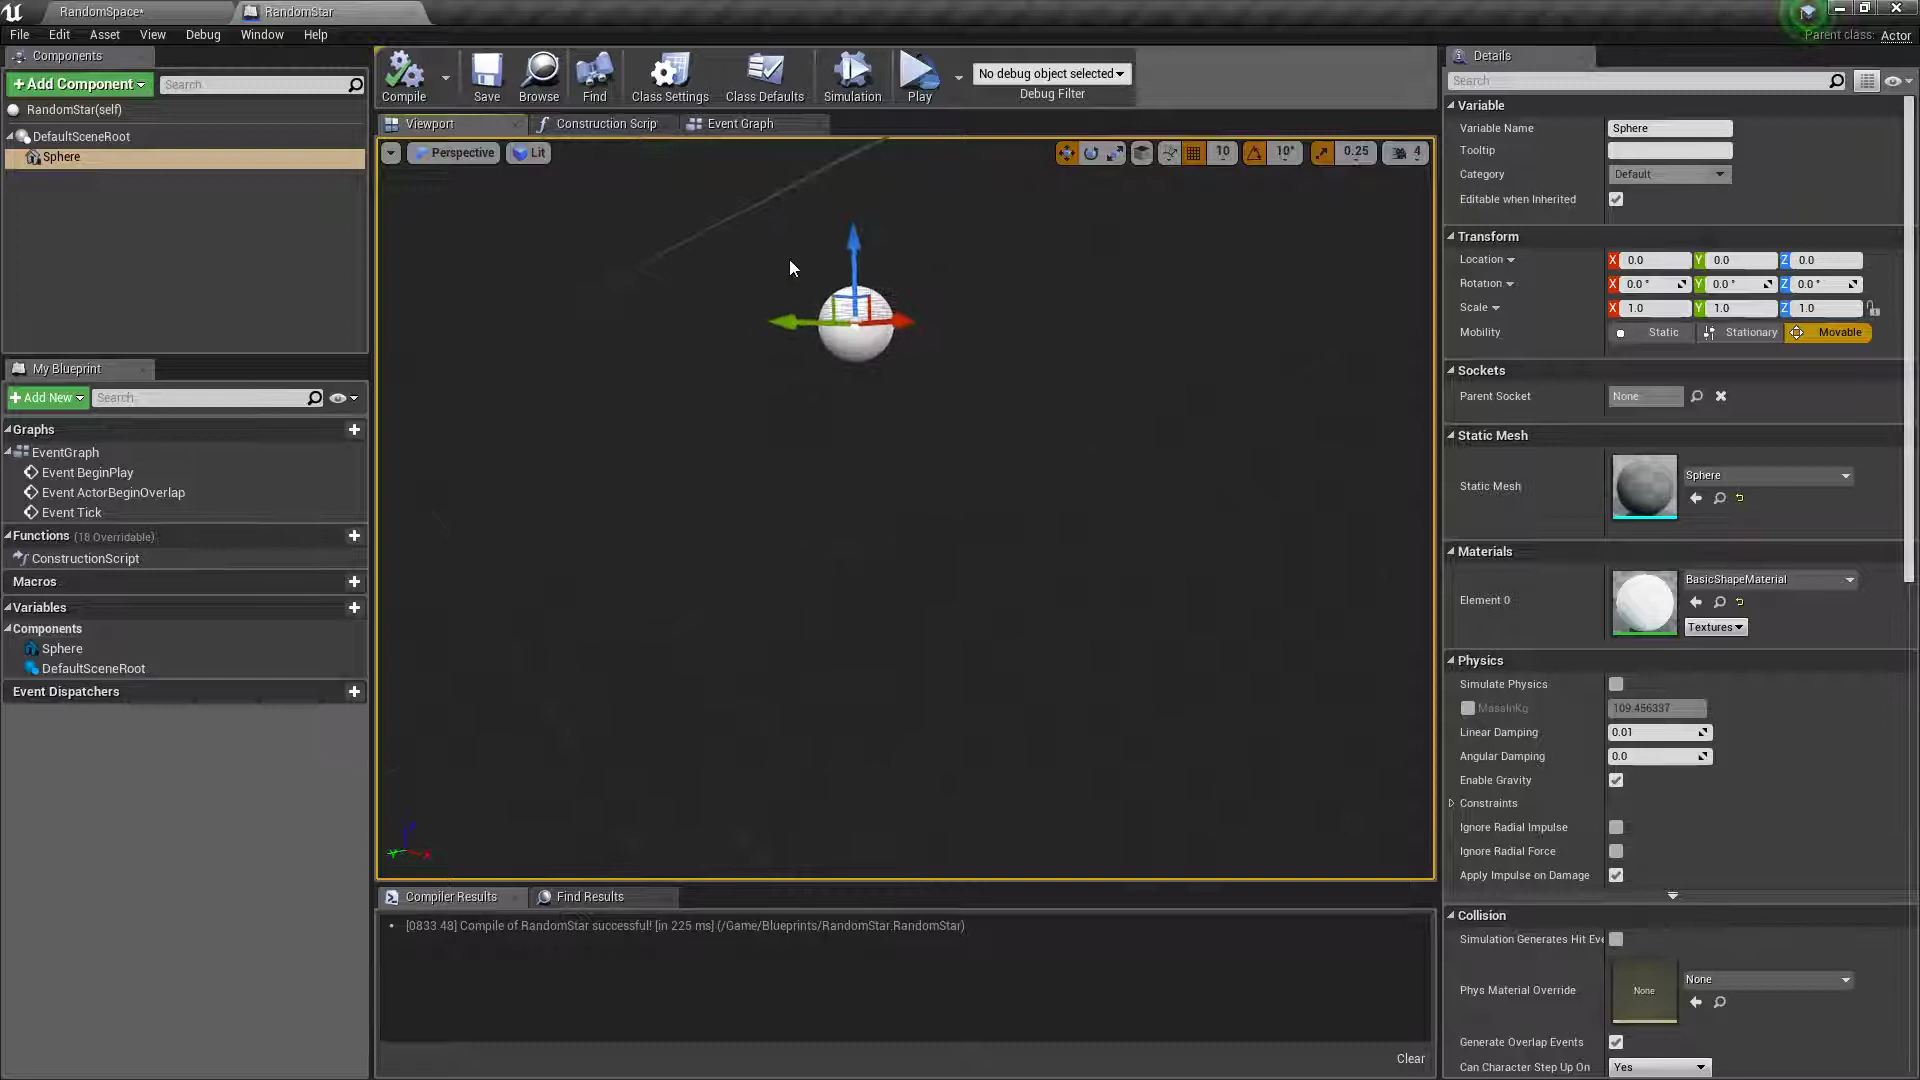 RandomSpace*
RandomStar
File Edit Asset View Debug Window Help
Parent class: Actor
Components
Add Component
Search
RandomStar(self)
DefaultSceneRoot
Sphere
My Blueprint
Add New
Search
Graphs
EventGraph
Event BeginPlay
Event ActorBeginOverlap
Event Tick
Functions (18 Overridable)
ConstructionScript
Macros
Variables
Components
Sphere
DefaultSceneRoot
Event Dispatchers
Compile
Save
Browse
Find
Class Settings
Class Defaults
Simulation
Play
No debug object selected
Debug Filter
Viewport
Construction Scrip
Event Graph
Perspective
Lit
10
10°
0.25
4
Compiler Results
Find Results
[0833.48] Compile of RandomStar successful! [in 225 ms] (/Game/Blueprints/RandomStar.RandomStar)
Clear
Details
Search
Variable
Variable Name Sphere
Tooltip
Category Default
Editable when Inherited
Transform
Location X 0.0 Y 0.0 Z 0.0
Rotation X 0.0 ° Y 0.0 ° Z 0.0 °
Scale X 1.0 Y 1.0 Z 1.0
Mobility Static Stationary Movable
Sockets
Parent Socket None
Static Mesh
Static Mesh Sphere
Materials
Element 0 BasicShapeMaterial
Textures
Physics
Simulate Physics
MassInKg 109.456337
Linear Damping 0.01
Angular Damping 0.0
Enable Gravity
Constraints
Ignore Radial Impulse
Ignore Radial Force
Apply Impulse on Damage
Collision
Simulation Generates Hit Eve
Phys Material Override None None
Generate Overlap Events
Can Character Step Up On Yes